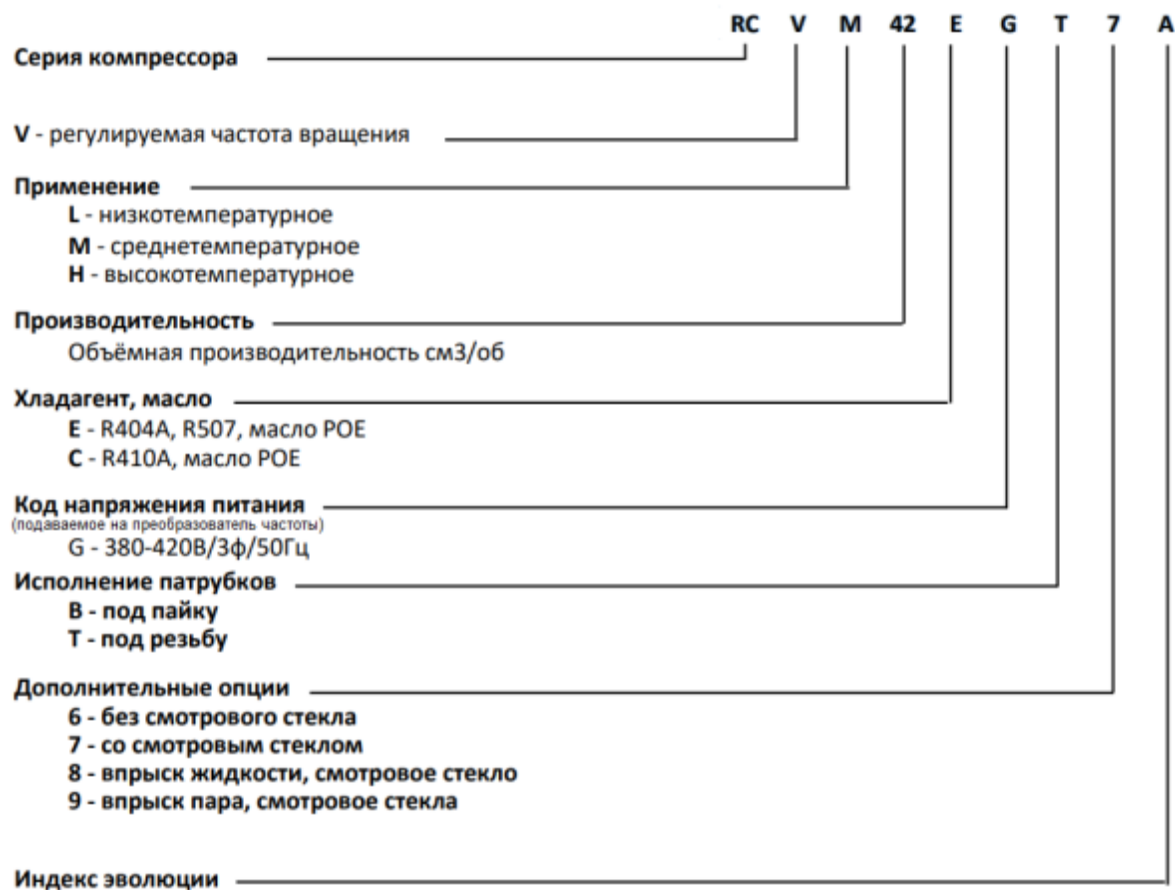 RC V M 42 E G T 7 A
Серия компрессора
V - регулируемая частота вращения
Применение
L - низкотемпературное
M - среднетемпературное
H - высокотемпературное
Производительность
Объёмная производительность см3/об
Хладагент, масло
E - R404A, R507, масло POE
C - R410A, масло POE
Код напряжения питания
(подаваемое на преобразователь частоты)
G - 380-420В/3ф/50Гц
Исполнение патрубков
B - под пайку
T - под резьбу
Дополнительные опции
6 - без смотрового стекла
7 - со смотровым стеклом
8 - впрыск жидкости, смотровое стекло
9 - впрыск пара, смотровое стекла
Индекс эволюции